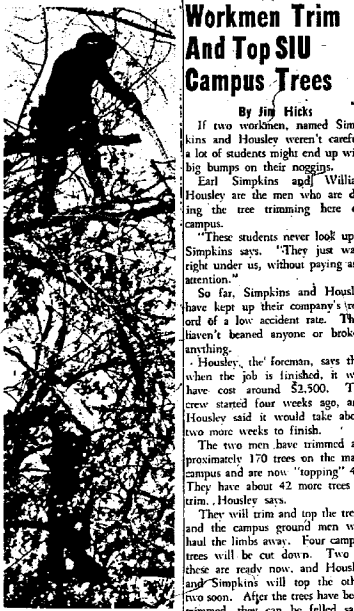 Workmen Trim
And Top SIU
Campus Trees
By Jim Hicks
If two workmen, named Sim
kins and Housley weren't caref
a lot of students might end up wi
big bumps on their noggins.
Earl Simpkins and Willia
Housley are the men who are d
ing the tree trimming here
campus.
"These students never look up
Simpkins says. "They just wa
right under us, without paying a
attention."
So far, Simpkins and Housl
have kept up their company's
ord of a low accident rate. Th
haven't beaned anyone or brok
anything.
Housley, the foreman, says th
when the job is finished, it w
have cost around $2,500. T
crew started four weeks ago, a
Housley said it would take abo
two more weeks to finish.
The two men have trimmed a
proximately 170 trees on the ma
campus and are now "topping" 4
They have about 42 more trees
trim, Housley says.
They will trim and top the tre
and the campus ground men w
haul the limbs away. Four camp
trees will be cut down. Two
these are ready now, and Housl
and Simpkins will top the oth
two soon. After the trees have be
trimmed they can be felled